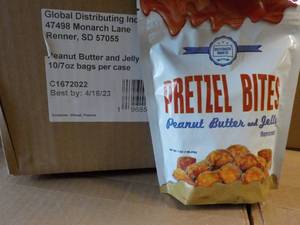 Global Distributing Inc
47498 Monarch Lane
Renner, SD 57055
Peanut Butter and Jelly
10/7oz bags per case
C1672022
Best by: 4/16/23
PRETZEL BITES
Peanut Butter and Jelly